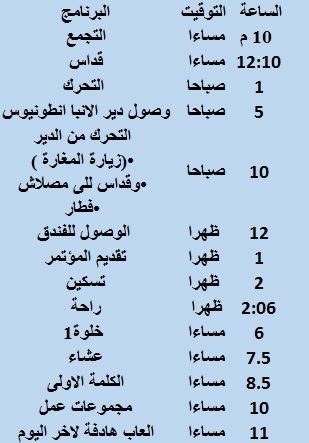 الساعة التوقيت البرنامج
10 م مساءا التجمع
12:10 مساءا قداس
1 صباحا التحرك
5 صباحا وصول دير الانبا انطونيوس
التحرك من الدير
•(زيارة المغارة )
10 صباحا
•وقداس للى مصلاش
•فطار
12 ظهرا الوصول للفندق
1 ظهرا تقديم المؤتمر
2 ظهرا تسكين
2:06 ظهرا راحة
6 مساءا خلوة1
7.5 مساءا عشاء
8.5 مساءا الكلمة الاولى
10 مساءا مجموعات عمل
11 مساءا العاب هادفة لاخر اليوم